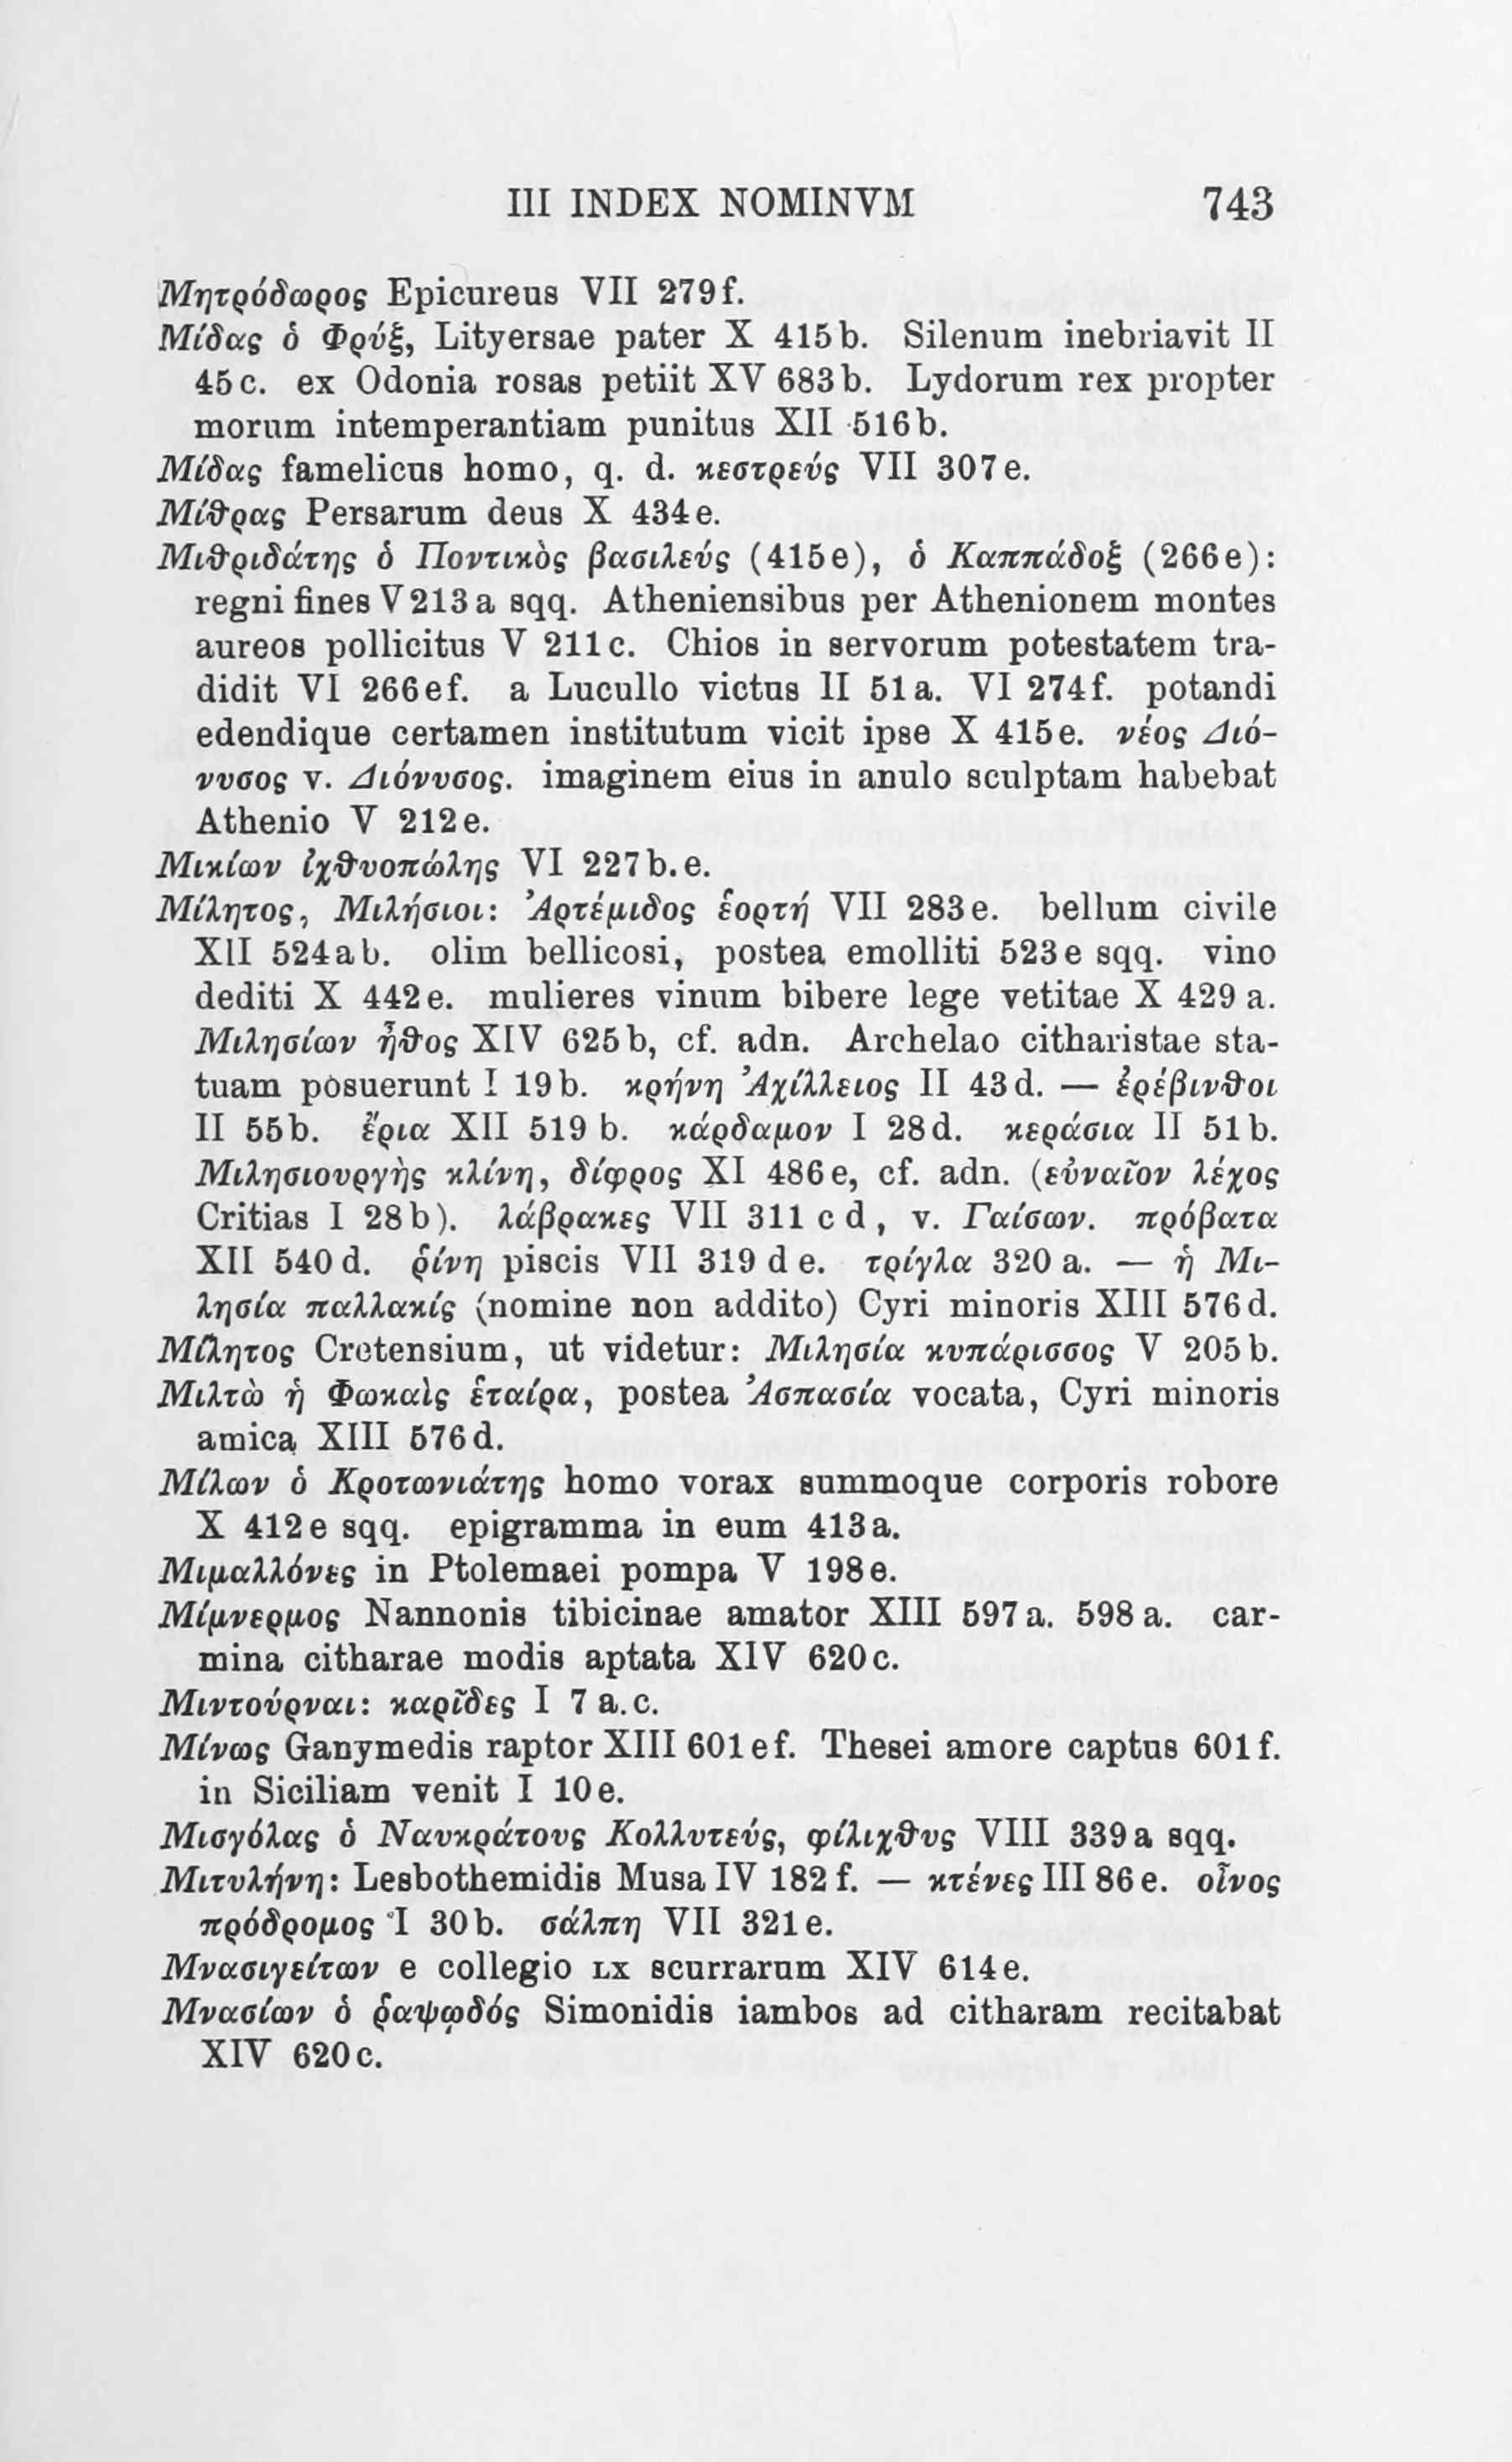 III INDEX NOMINVM 743
Μητρόδωρος Epicureus VII 279f.
Μίδας ὁ Φρύξ, Lityersae pater X 415b. Silenum inebriavit II
45c. ex Odonia rosas petiit XV 683b. Lydorum rex propter
morum intemperantiam punitus XII 516b.
Μίδας famelicus homo, q. d. κεστρεύς VII 307e.
Μίθρας Persarum deus X 434e.
Μιθριδάτης ὁ Ποντικὸς βασιλεύς (415e), ὁ Καππάδοξ (266e):
regni fines V 213a sqq. Atheniensibus per Athenionem montes
aureos pollicitus V 211c. Chios in servorum potestatem tra-
didit VI 266ef. a Lucullo victus II 51a. VI 274f. potandi
edendique certamen institutum vicit ipse X 415e. νέος Διό-
νυσος v. Διόνυσος. imaginem eius in anulo sculptam habebat
Athenio V 212e.
Μικίων ἰχθυοπώλης VI 227b.e.
Μίλητος, Μιλήσιοι: Ἀρτέμιδος ἑορτή VII 283e. bellum civile
XII 524ab. olim bellicosi, postea emolliti 523e sqq. vino
dediti X 442e. mulieres vinum bibere lege vetitae X 429a.
Μιλησίων ἦθος XIV 625b, cf. adn. Archelao citharistae sta-
tuam posuerunt I 19b. κρήνη Ἀχίλλειος II 43d. — ἐρέβινθοι
II 55b. ἔρια XII 519b. κάρδαμον I 28d. κεράσια II 51b.
Μιλησιουργὴς κλίνη, δίφρος XI 486e, cf. adn. (εὐναῖον λέχος
Critias I 28b). λάβρακες VII 311cd, v. Γαίσων. πρόβατα
XII 540d. ῥίνη piscis VII 319de. τρίγλα 320a. — ἡ Μι-
λησία παλλακίς (nomine non addito) Cyri minoris XIII 576d.
Μίλητος Cretensium, ut videtur: Μιλησία κυπάρισσος V 205b.
Μιλτὼ ἡ Φωκαὶς ἑταίρα, postea Ἀσπασία vocata, Cyri minoris
amica XIII 576d.
Μίλων ὁ Κροτωνιάτης homo vorax summoque corporis robore
X 412e sqq. epigramma in eum 413a.
Μιμαλλόνες in Ptolemaei pompa V 198e.
Μίμνερμος Nannonis tibicinae amator XIII 597a. 598a. car-
mina citharae modis aptata XIV 620c.
Μιντούρναι: καρῖδες I 7a.c.
Μίνως Ganymedis raptor XIII 601ef. Thesei amore captus 601f.
in Siciliam venit I 10e.
Μισγόλας ὁ Ναυκράτους Κολλυτεύς, φίλιχθυς VIII 339a sqq.
Μιτυλήνη: Lesbothemidis Musa IV 182f. — κτένες III 86e. οἶνος
πρόδρομος I 30b. σάλπη VII 321e.
Μνασιγείτων e collegio LX scurrarum XIV 614e.
Μνασίων ὁ ῥαψῳδός Simonidis iambos ad citharam recitabat
XIV 620c.